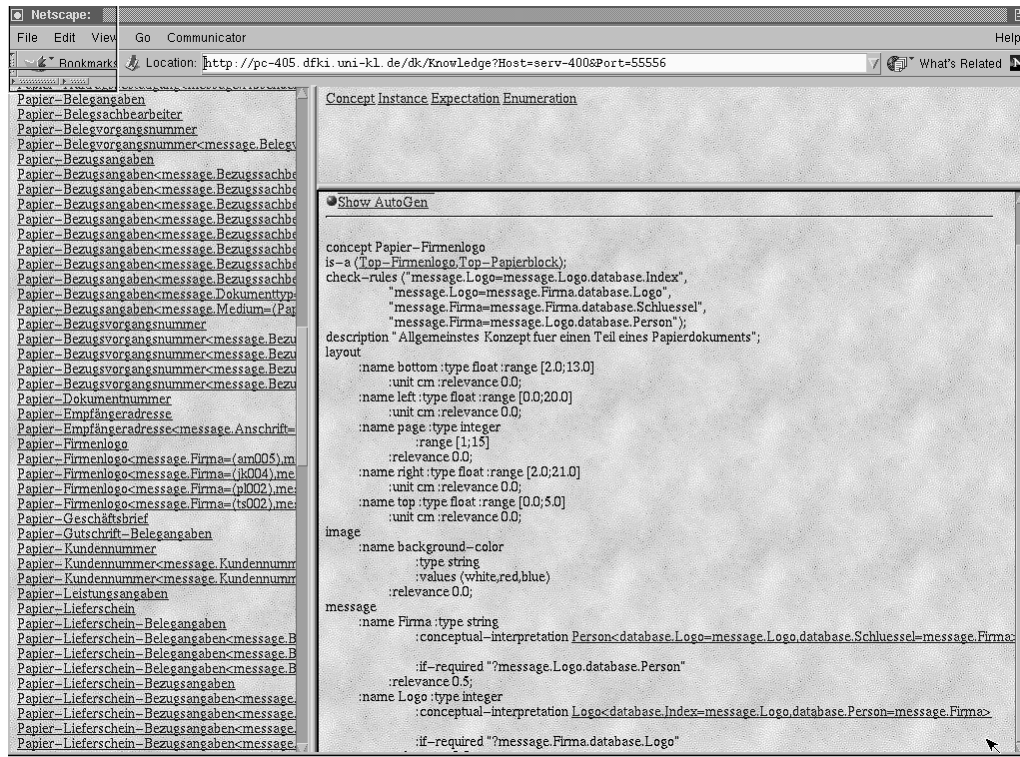 Netscape:
File Edit View Go Communicator Help
Bookmarks Location: http://pc-405.dfki.uni-kl.de/dk/Knowledge?Host=serv-400&Port=55556 What's Related
Papier-Belegangaben
Papier-Belegsachbearbeiter
Papier-Belegvorgangsnummer
Papier-Belegvorgangsnummer<message.Belegv
Papier-Bezugsangaben
Papier-Bezugsangaben<message.Bezugssachbe
Papier-Bezugsangaben<message.Bezugssachbe
Papier-Bezugsangaben<message.Bezugssachbe
Papier-Bezugsangaben<message.Bezugssachbe
Papier-Bezugsangaben<message.Bezugssachbe
Papier-Bezugsangaben<message.Bezugssachbe
Papier-Bezugsangaben<message.Bezugssachbe
Papier-Bezugsangaben<message.Bezugssachbe
Papier-Bezugsangaben<message.Dokumenttyp=
Papier-Bezugsangaben<message.Medium=(Pap
Papier-Bezugsvorgangsnummer
Papier-Bezugsvorgangsnummer<message.Bezu
Papier-Bezugsvorgangsnummer<message.Bezu
Papier-Bezugsvorgangsnummer<message.Bezu
Papier-Bezugsvorgangsnummer<message.Bezu
Papier-Dokumentnummer
Papier-Empfängeradresse
Papier-Empfängeradresse<message.Anschrift=
Papier-Firmenlogo
Papier-Firmenlogo<message.Firma=(am005),m
Papier-Firmenlogo<message.Firma=(jk004),me
Papier-Firmenlogo<message.Firma=(pl002),me
Papier-Firmenlogo<message.Firma=(ts002),me
Papier-Geschäftsbrief
Papier-Gutschrift-Belegangaben
Papier-Kundennummer
Papier-Kundennummer<message.Kundennumm
Papier-Kundennummer<message.Kundennumm
Papier-Leistungsangaben
Papier-Lieferschein
Papier-Lieferschein-Belegangaben
Papier-Lieferschein-Belegangaben<message.B
Papier-Lieferschein-Belegangaben<message.B
Papier-Lieferschein-Belegangaben<message.B
Papier-Lieferschein-Bezugsangaben
Papier-Lieferschein-Bezugsangaben<message.
Papier-Lieferschein-Bezugsangaben<message.
Papier-Lieferschein-Bezugsangaben<message.
Papier-Lieferschein-Bezugsangaben<message.
Concept Instance Expectation Enumeration
Show AutoGen
concept Papier-Firmenlogo
is-a (Top-Firmenlogo,Top-Papierblock);
check-rules ("message.Logo=message.Logo.database.Index",
"message.Logo=message.Firma.database.Logo",
"message.Firma=message.Firma.database.Schluessel",
"message.Firma=message.Logo.database.Person");
description "Allgemeinstes Konzept fuer einen Teil eines Papierdokuments";
layout
:name bottom :type float :range [2.0;13.0]
:unit cm :relevance 0.0;
:name left :type float :range [0.0;20.0]
:unit cm :relevance 0.0;
:name page :type integer
:range [1;15]
:relevance 0.0;
:name right :type float :range [2.0;21.0]
:unit cm :relevance 0.0;
:name top :type float :range [0.0;5.0]
:unit cm :relevance 0.0;
image
:name background-color
:type string
:values (white,red,blue)
:relevance 0.0;
message
:name Firma :type string
:conceptual-interpretation Person<database.Logo=message.Logo,database.Schluessel=message.Firma>
:if-required "?message.Logo.database.Person"
:relevance 0.5;
:name Logo :type integer
:conceptual-interpretation Logo<database.Index=message.Logo,database.Person=message.Firma>
:if-required "?message.Firma.database.Logo"